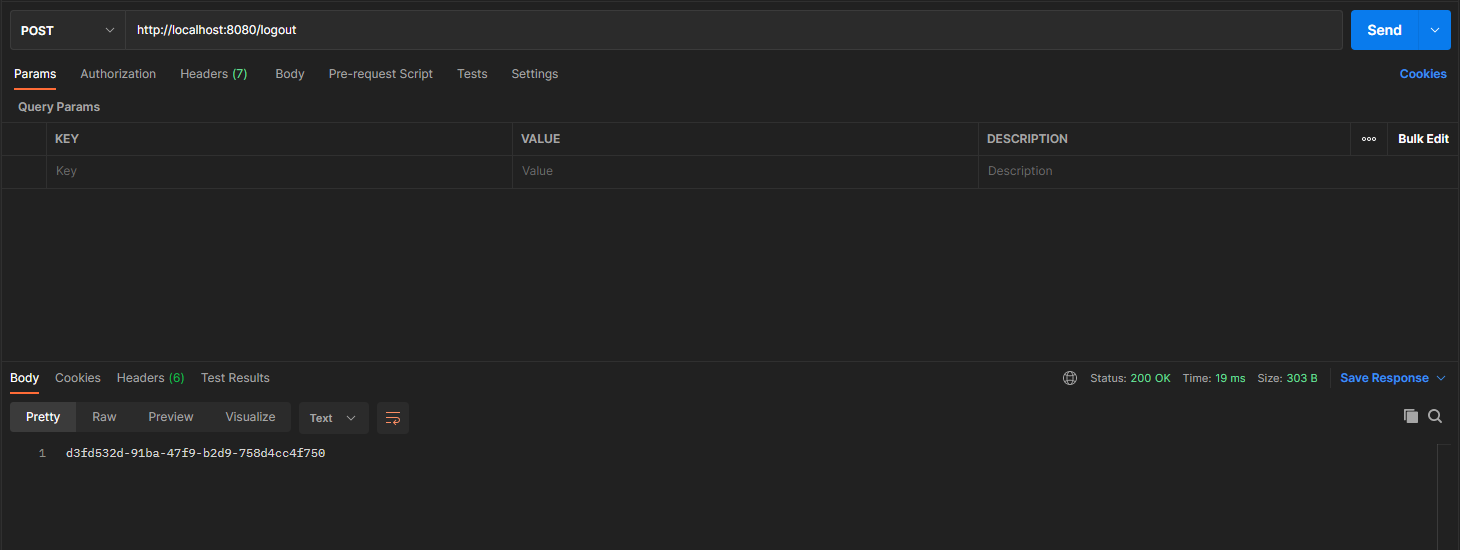 POST http://localhost:8080/logout Send
Params Authorization Headers (7) Body Pre-request Script Tests Settings Cookies
Query Params
KEY VALUE DESCRIPTION ooo Bulk Edit
Key Value Description
Body Cookies Headers (6) Test Results Status: 200 OK Time: 19 ms Size: 303 B Save Response
Pretty Raw Preview Visualize Text
1 d3fd532d-91ba-47f9-b2d9-758d4cc4f750